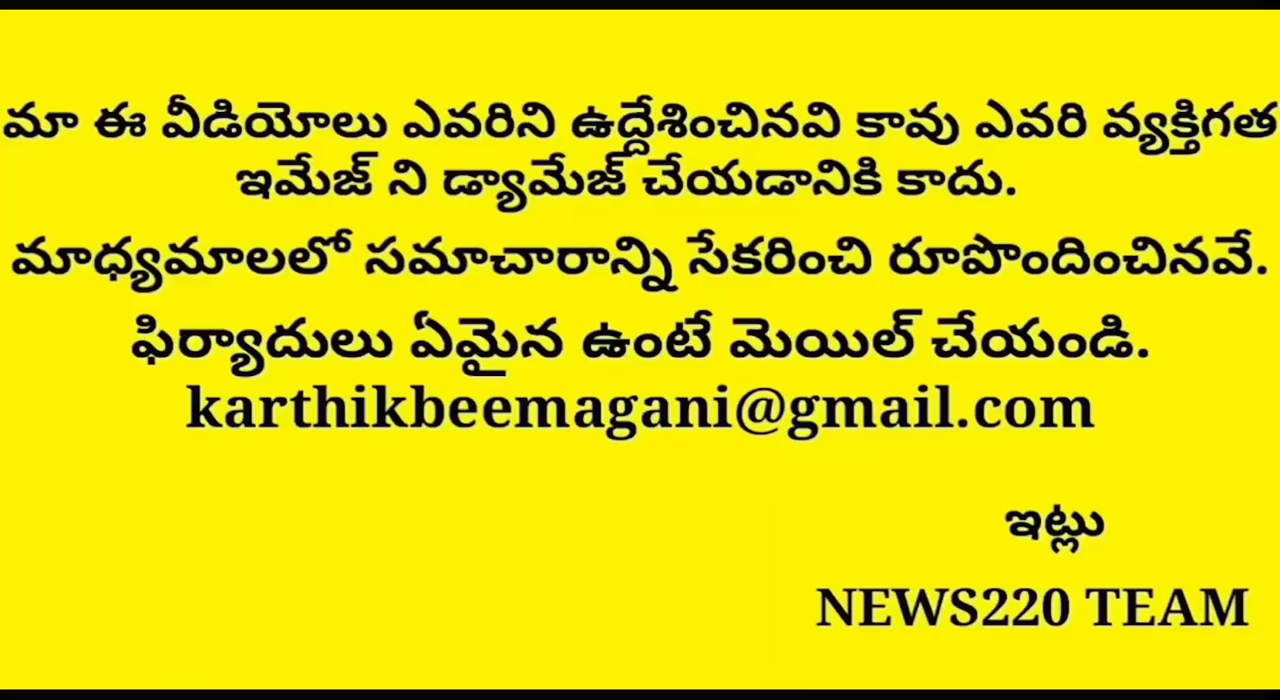 మా ఈ వీడియోలు ఎవరిని ఉద్దేశించినవి కావు ఎవరి వ్యక్తిగత
ఇమేజ్ ని డ్యామేజ్ చేయడానికి కాదు.
మాధ్యమాలలో సమాచారాన్ని సేకరించి రూపొందించినవే.
ఫిర్యాదులు ఏమైన ఉంటే మెయిల్ చేయండి.
karthikbeemagani@gmail.com
ఇట్లు
NEWS220 TEAM